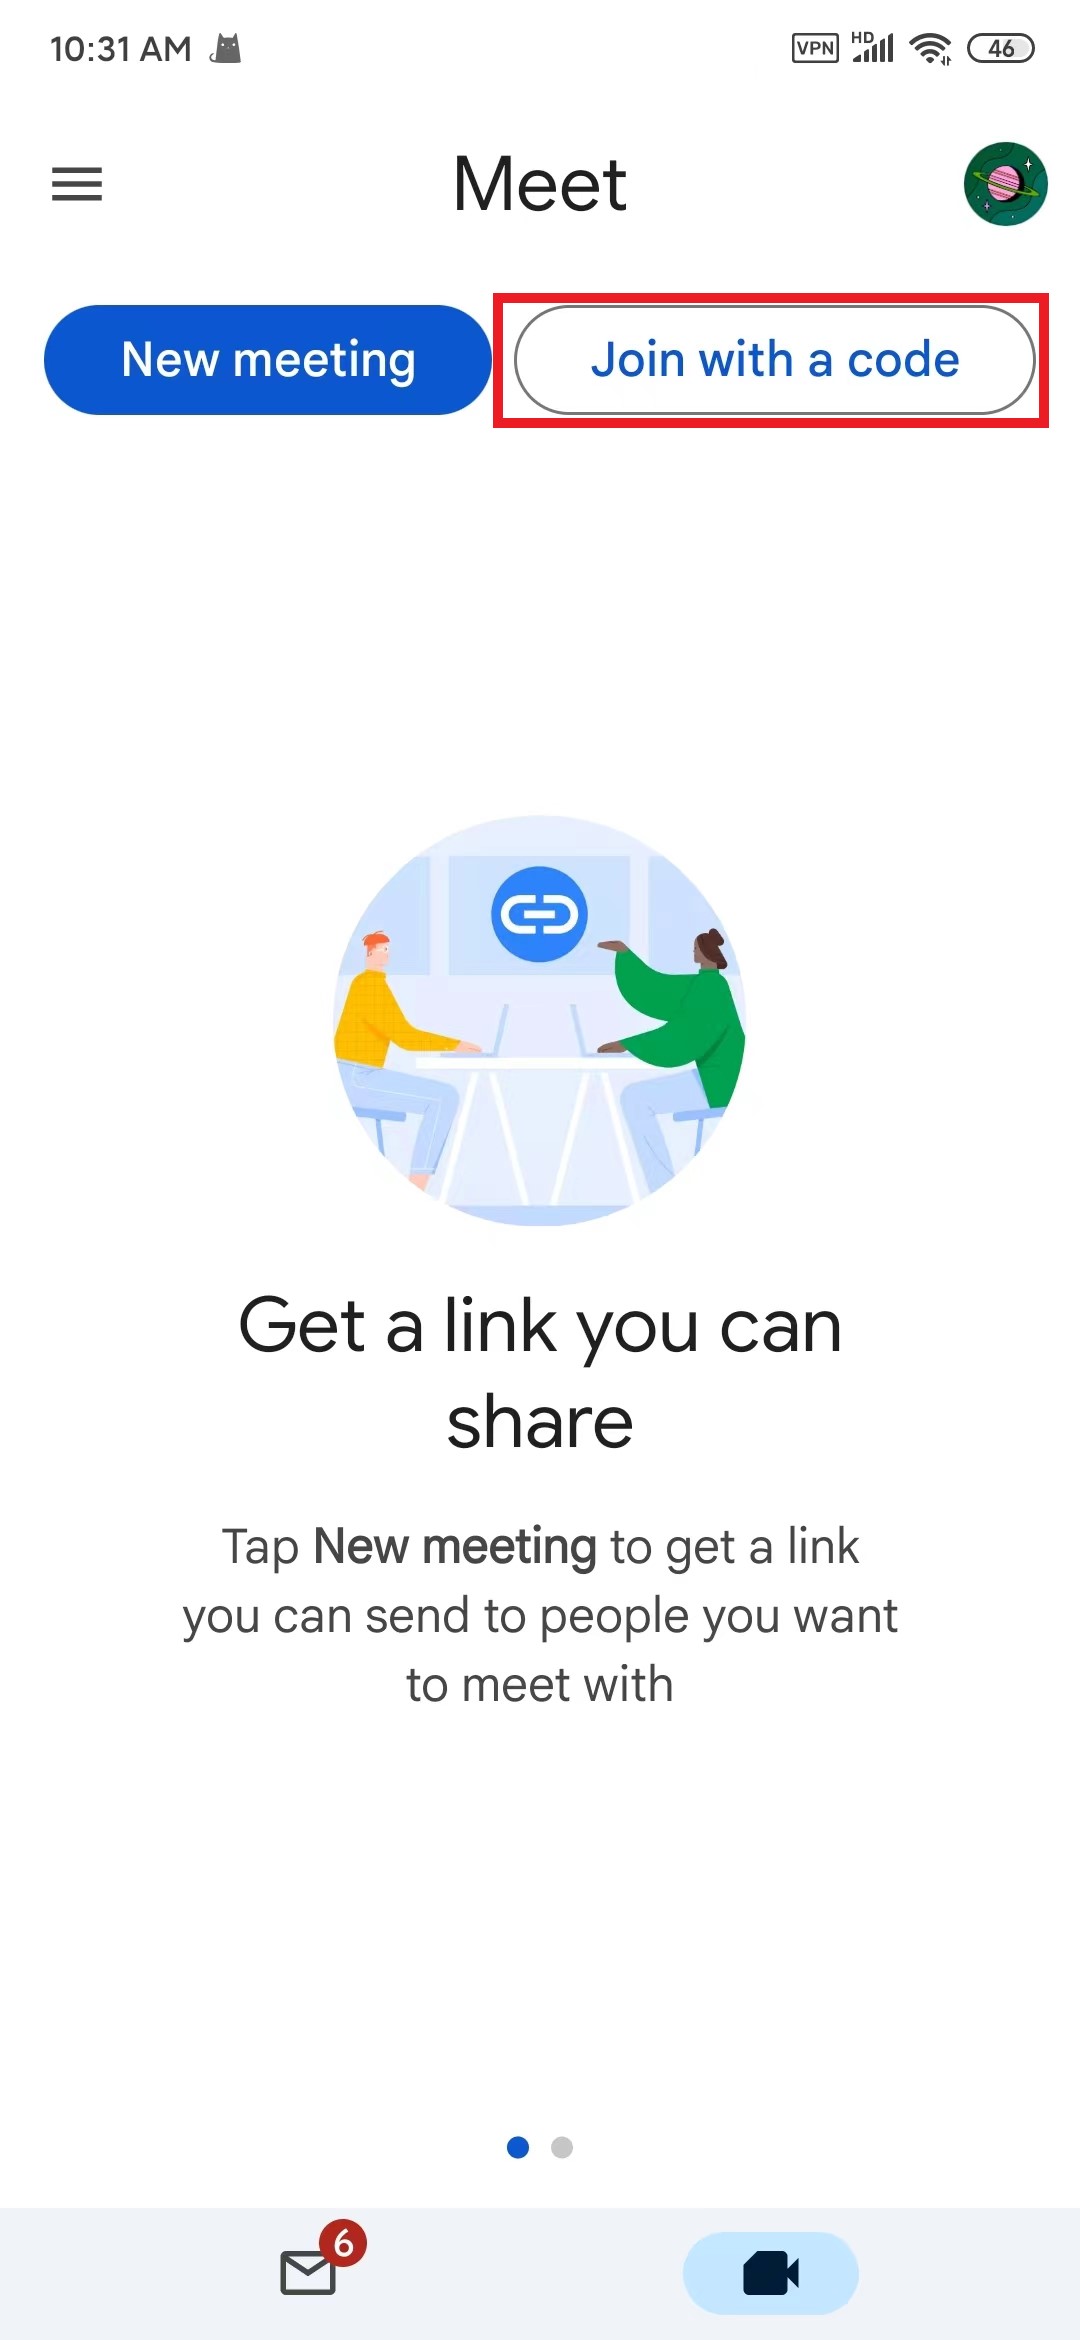 10:31 AM VPN HD 46
Meet
New meeting Join with a code
Get a link you can
share
Tap New meeting to get a link
you can send to people you want
to meet with
6